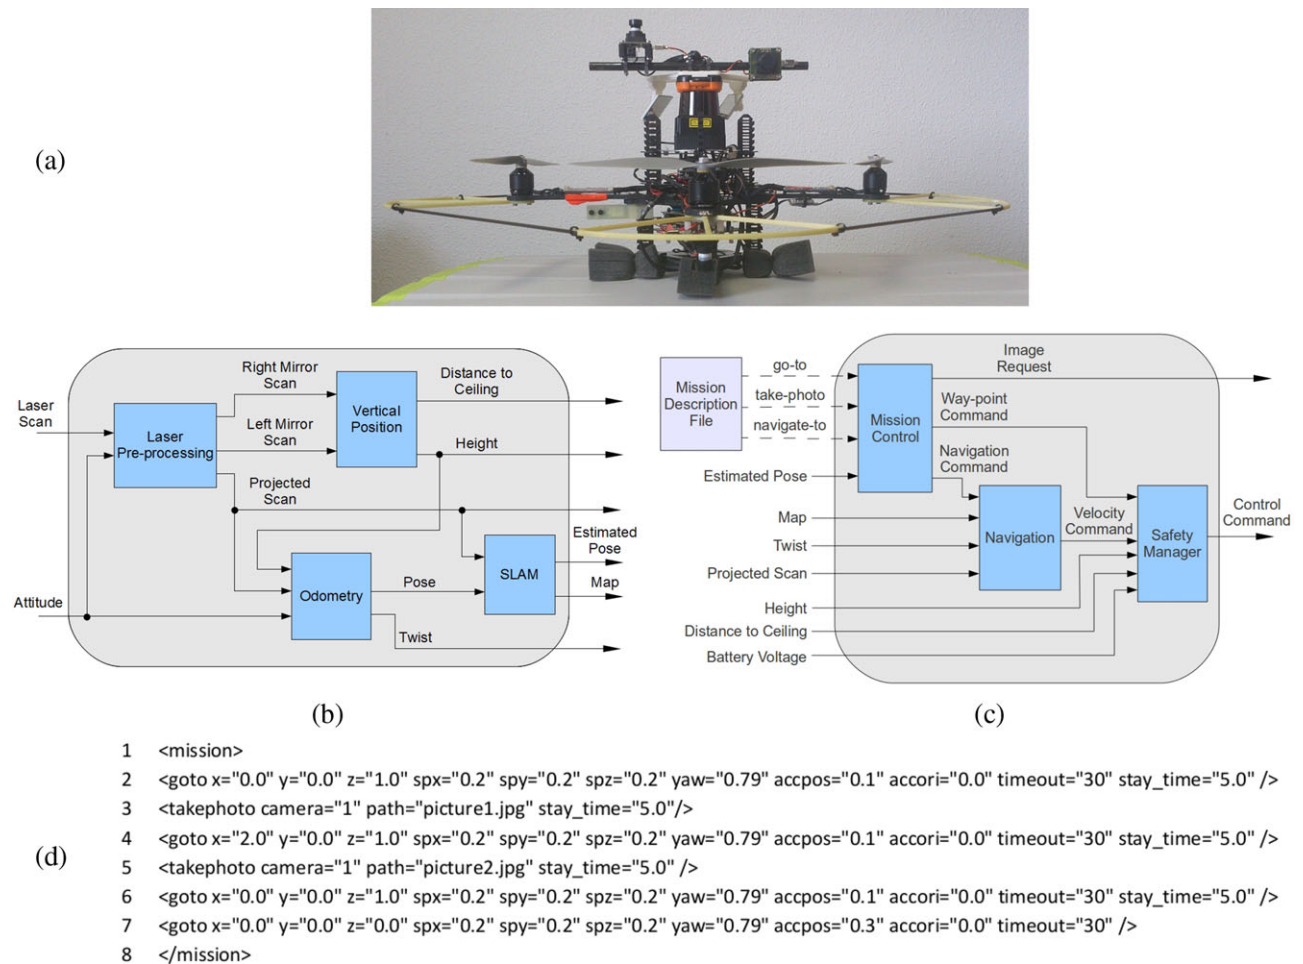 (a)
Laser
Scan
Attitude
Laser
Pre-processing
Right Mirror
Scan
Left Mirror
Scan
Projected
Scan
Vertical
Position
Distance to
Ceiling
Height
Odometry
Pose
Twist
SLAM
Estimated
Pose
Map
(b)
Mission
Description
File
go-to
take-photo
navigate-to
Estimated Pose
Map
Twist
Projected Scan
Height
Distance to Ceiling
Battery Voltage
Mission
Control
Image
Request
Way-point
Command
Navigation
Command
Navigation
Velocity
Command
Safety
Manager
Control
Command
(c)
(d)
1 <mission>
2 <goto x="0.0" y="0.0" z="1.0" spx="0.2" spy="0.2" spz="0.2" yaw="0.79" accpos="0.1" accori="0.0" timeout="30" stay_time="5.0" />
3 <takephoto camera="1" path="picture1.jpg" stay_time="5.0"/>
4 <goto x="2.0" y="0.0" z="1.0" spx="0.2" spy="0.2" spz="0.2" yaw="0.79" accpos="0.1" accori="0.0" timeout="30" stay_time="5.0" />
5 <takephoto camera="1" path="picture2.jpg" stay_time="5.0" />
6 <goto x="0.0" y="0.0" z="1.0" spx="0.2" spy="0.2" spz="0.2" yaw="0.79" accpos="0.1" accori="0.0" timeout="30" stay_time="5.0" />
7 <goto x="0.0" y="0.0" z="0.0" spx="0.2" spy="0.2" spz="0.2" yaw="0.79" accpos="0.3" accori="0.0" timeout="30" />
8 </mission>